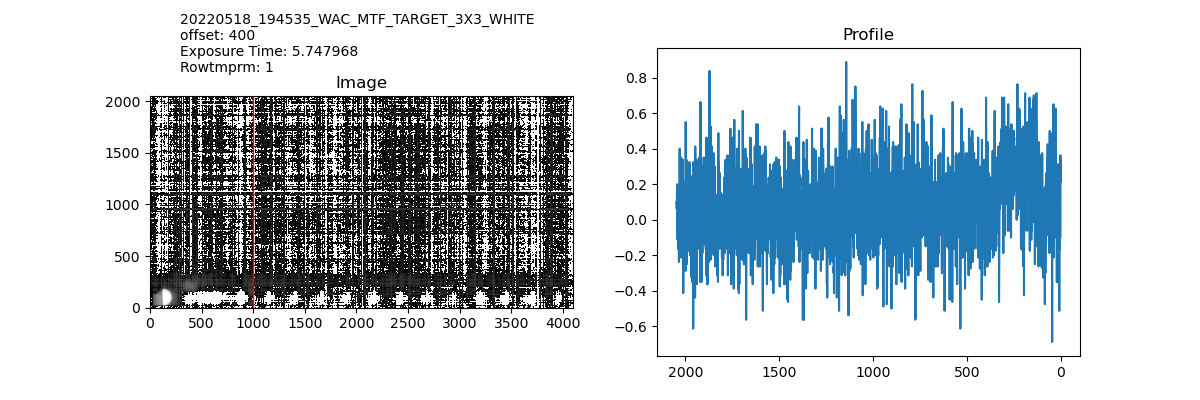 20220518_194535_WAC_MTF_TARGET_3X3_WHITE
offset: 400
Exposure Time: 5.747968
Rowtmprm: 1
Image
2000
1500
1000
500
0
0 500 1000 1500 2000 2500 3000 3500 4000
Profile
0.8
0.6
0.4
0.2
0.0
−0.2
−0.4
−0.6
2000 1500 1000 500 0